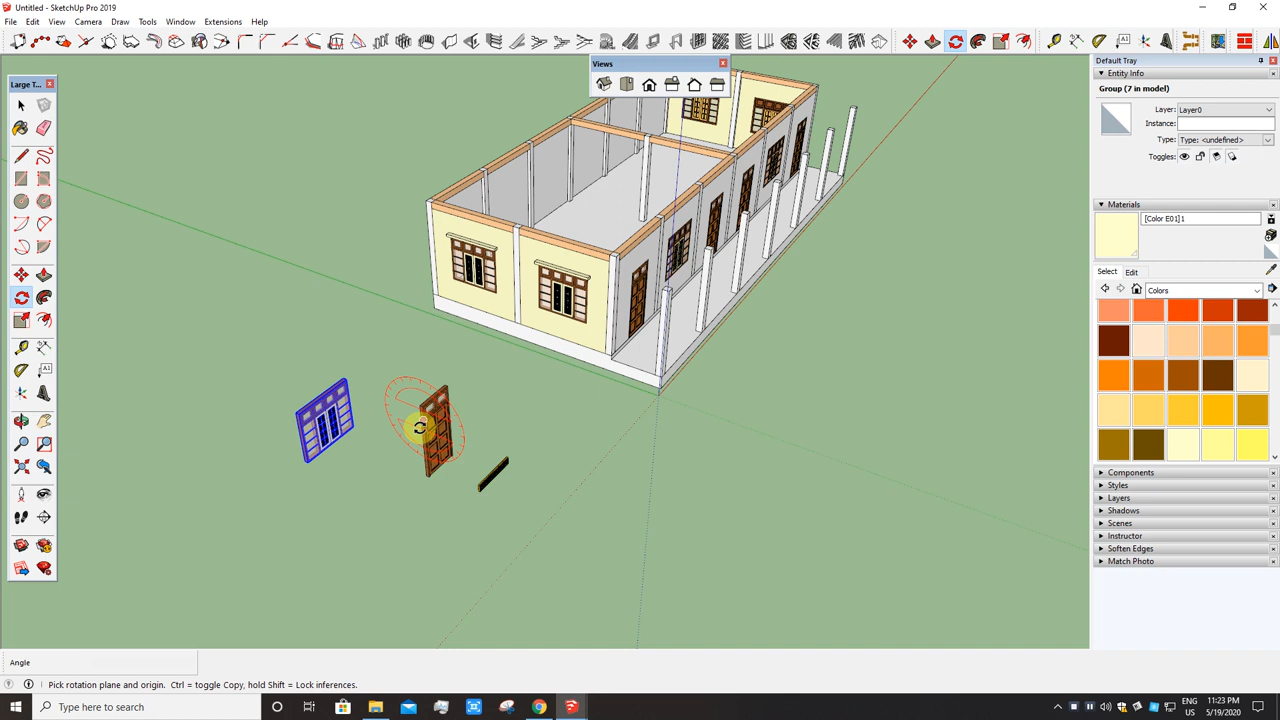 Untitled - SketchUp Pro 2019
File Edit View Camera Draw Tools Window Extensions Help
Views
Large T...
A1
A1
Default Tray
Entity Info
Group (7 in model)
Layer: Layer0
Instance:
Type: Type: <undefined>
Toggles:
Materials
[Color E01]1
Select Edit
Colors
Components
Styles
Layers
Shadows
Scenes
Instructor
Soften Edges
Match Photo
Angle
Pick rotation plane and origin. Ctrl = toggle Copy, hold Shift = Lock inferences.
Type here to search
ENG 11:23 PM
US 5/19/2020